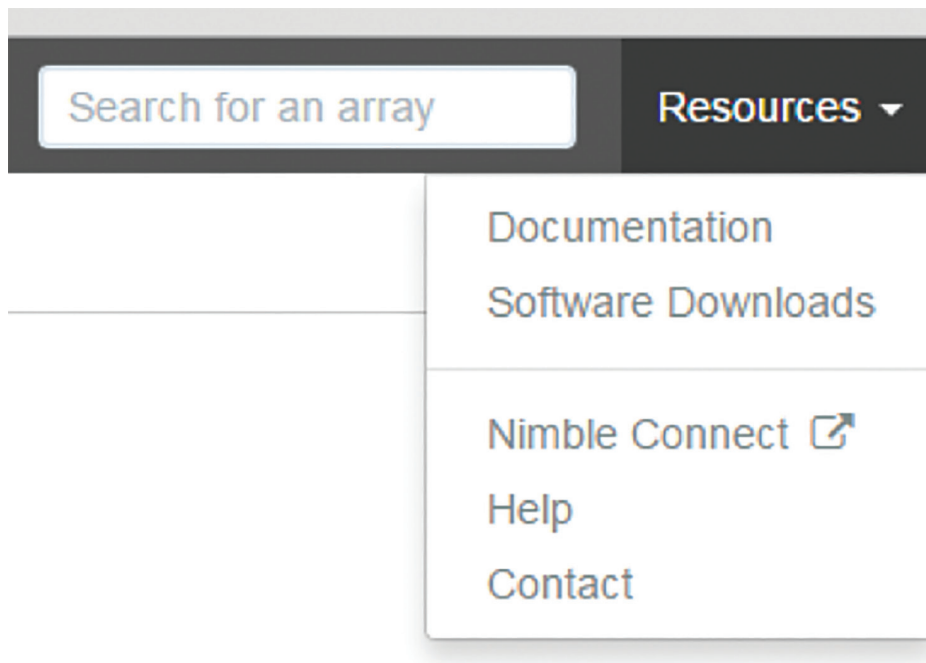 Search for an array
Resources
Documentation
Software Downloads
Nimble Connect
Help
Contact